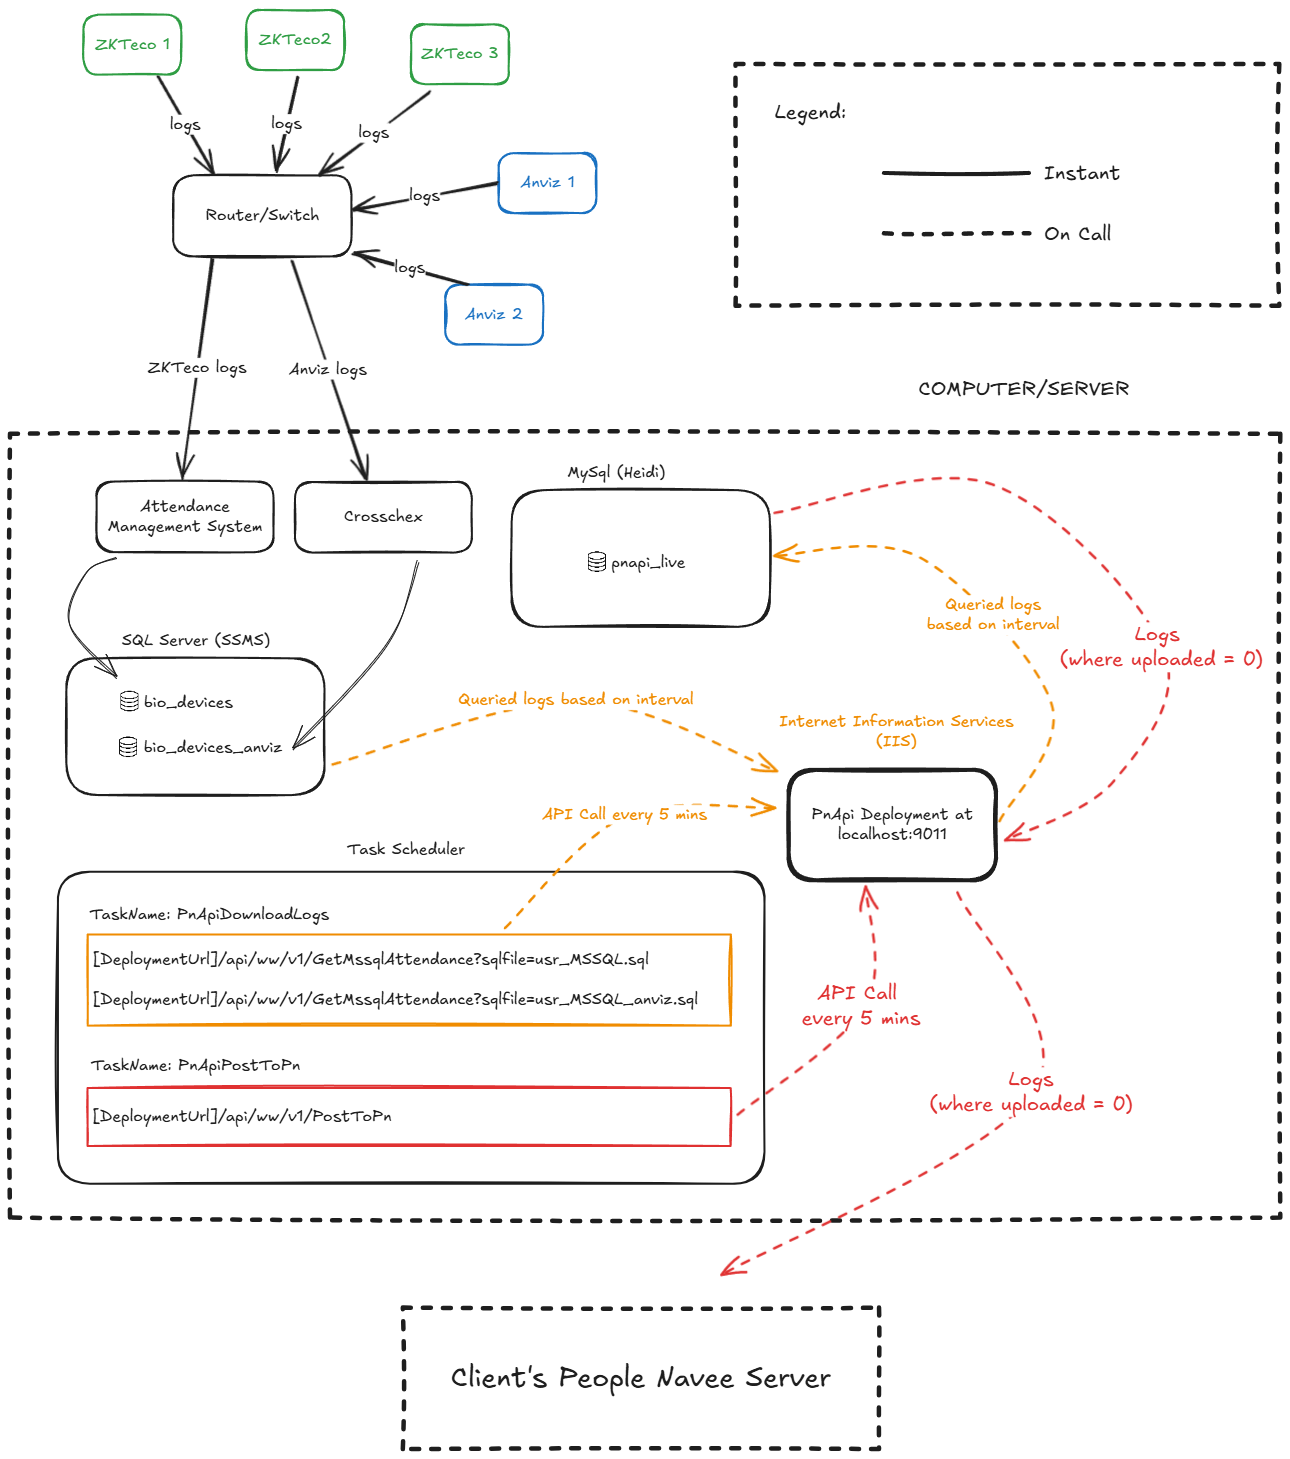 ZKTeco 1
ZKTeco2
ZKTeco 3
logs
logs
logs
Anviz 1
logs
Router/Switch
logs
Anviz 2
Legend:
Instant
On Call
ZKTeco logs
Anviz logs
COMPUTER/SERVER
Attendance
Management System
Crosschex
MySql (Heidi)
pnapi_live
Queried logs
based on interval
Logs
(where uploaded = 0)
SQL Server (SSMS)
bio_devices
bio_devices_anviz
Queried logs based on interval
Internet Information Services
(IIS)
PnApi Deployment at
localhost:9011
API Call every 5 mins
Task Scheduler
TaskName: PnApiDownloadLogs
[DeploymentUrl]/api/ww/v1/GetMssqlAttendance?sqlfile=usr_MSSQL.sql
[DeploymentUrl]/api/ww/v1/GetMssqlAttendance?sqlfile=usr_MSSQL_anviz.sql
TaskName: PnApiPostToPn
[DeploymentUrl]/api/ww/v1/PostToPn
API Call
every 5 mins
Logs
(where uploaded = 0)
Client's People Navee Server